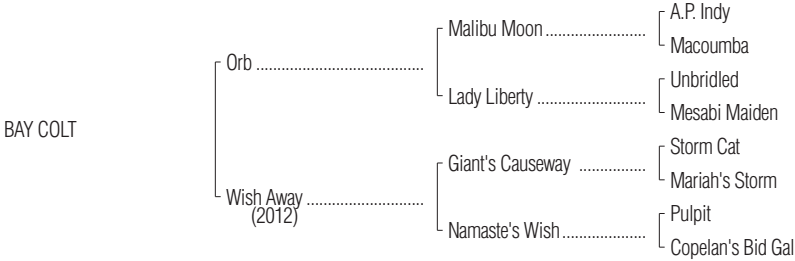 A.P. Indy
Malibu Moon
Macoumba
Orb
Unbridled
Lady Liberty
Mesabi Maiden
BAY COLT
Storm Cat
Giant's Causeway
Mariah's Storm
Wish Away
(2012)
Pulpit
Namaste's Wish
Copelan's Bid Gal